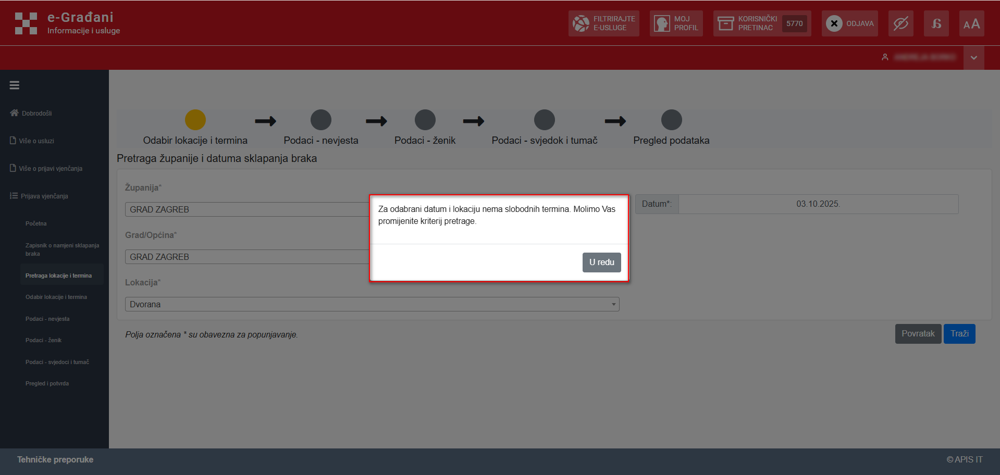 e-Građani
Informacije i usluge
FILTRIRAJTE
E-USLUGE
MOJ
PROFIL
KORISNIČKI
PRETINAC
5770
ODJAVA
AA
Dobrodošli
Više o usluzi
Više o prijavi vjenčanja
Prijava vjenčanja
Početna
Zapisnik o namjeni sklapanja
braka
Pretraga lokacije i termina
Odabir lokacije i termina
Podaci - nevjesta
Podaci - ženik
Podaci - svjedoci i tumač
Pregled i potvrda
Odabir lokacije i termina
Podaci - nevjesta
Podaci - ženik
Podaci - svjedok i tumač
Pregled podataka
Pretraga županije i datuma sklapanja braka
Županija*
GRAD ZAGREB
Datum*:
03.10.2025.
Grad/Općina*
GRAD ZAGREB
Lokacija*
Dvorana
Za odabrani datum i lokaciju nema slobodnih termina. Molimo Vas
promijenite kriterij pretrage.
U redu
Polja označena * su obavezna za popunjavanje.
Povratak
Traži
Tehničke preporuke
© APIS IT